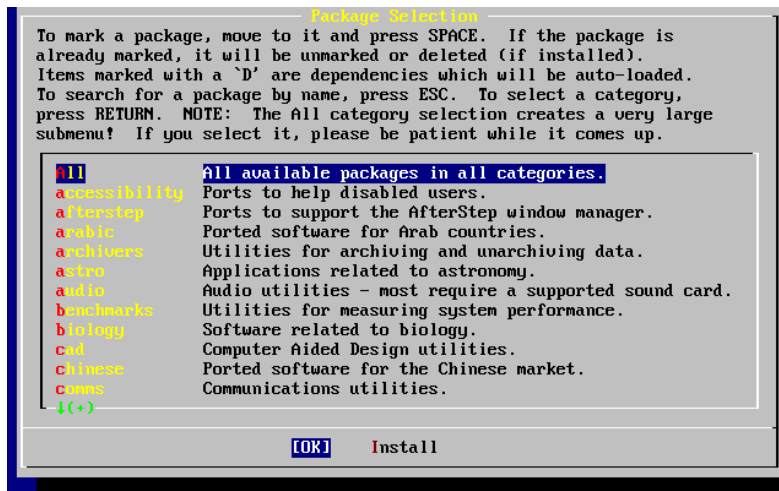 Package Selection
To mark a package, move to it and press SPACE.  If the package is
already marked, it will be unmarked or deleted (if installed).
Items marked with a `D' are dependencies which will be auto-loaded.
To search for a package by name, press ESC.  To select a category,
press RETURN.  NOTE:  The All category selection creates a very large
submenu!  If you select it, please be patient while it comes up.
All All available packages in all categories.
accessibility Ports to help disabled users.
afterstep Ports to support the AfterStep window manager.
arabic Ported software for Arab countries.
archivers Utilities for archiving and unarchiving data.
astro Applications related to astronomy.
audio Audio utilities - most require a supported sound card.
benchmarks Utilities for measuring system performance.
biology Software related to biology.
cad Computer Aided Design utilities.
chinese Ported software for the Chinese market.
comms Communications utilities.
↓(+)
[OK] Install